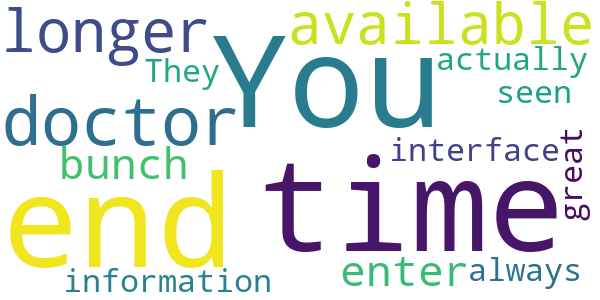 longer
available
They
You
actually
seen
doctor
bunch
interface
great
end
time
information
enter
always